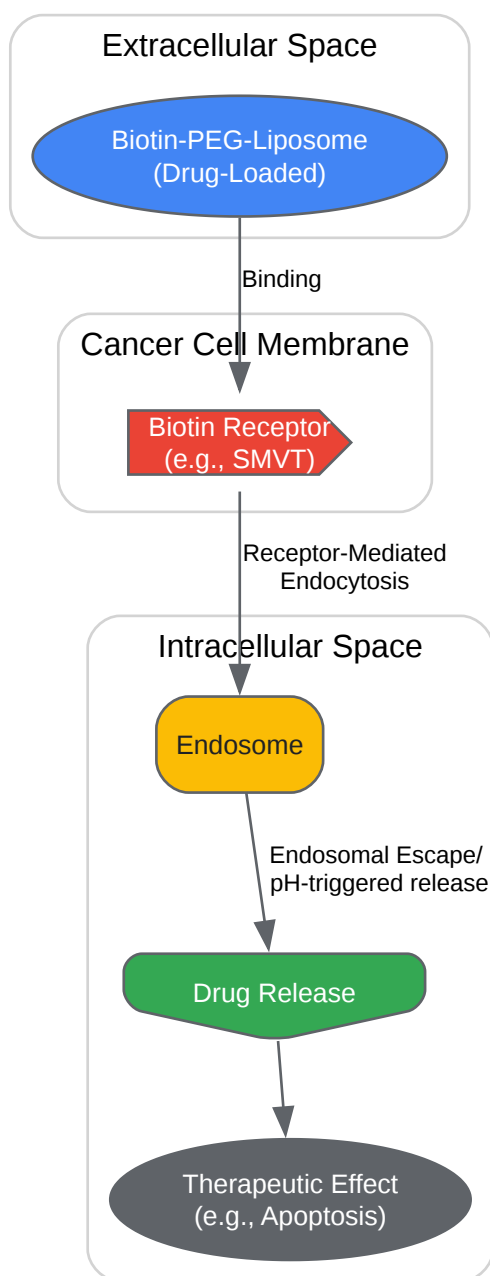 Extracellular Space
Biotin-PEG-Liposome
(Drug-Loaded)
Binding
Cancer Cell Membrane
Biotin Receptor
(e.g., SMVT)
Receptor-Mediated
Endocytosis
Intracellular Space
Endosome
Endosomal Escape/
pH-triggered release
Drug Release
Therapeutic Effect
(e.g., Apoptosis)